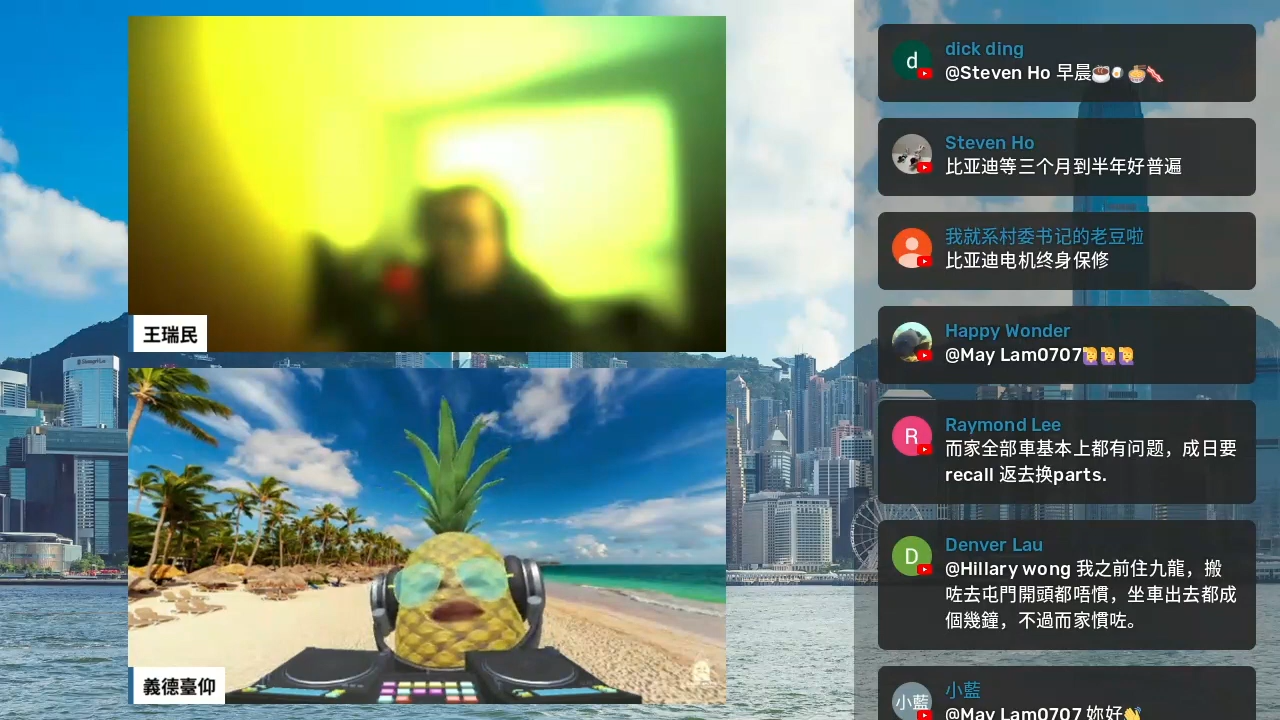 王瑞民
義德臺仰
dick ding
@Steven Ho 早晨☕🍳🍜🥓
Steven Ho
比亚迪等三个月到半年好普遍
我就系村委书记的老豆啦
比亚迪电机终身保修
Happy Wonder
@May Lam0707🙋‍♀️🙋🙋‍♀️
R
Raymond Lee
而家全部車基本上都有问题，成日要
recall 返去换parts.
D
Denver Lau
@Hillary wong 我之前住九龍，搬
咗去屯門開頭都唔慣，坐車出去都成
個幾鐘，不過而家慣咗。
小藍
小藍
@May Lam0707 妳好👋
d